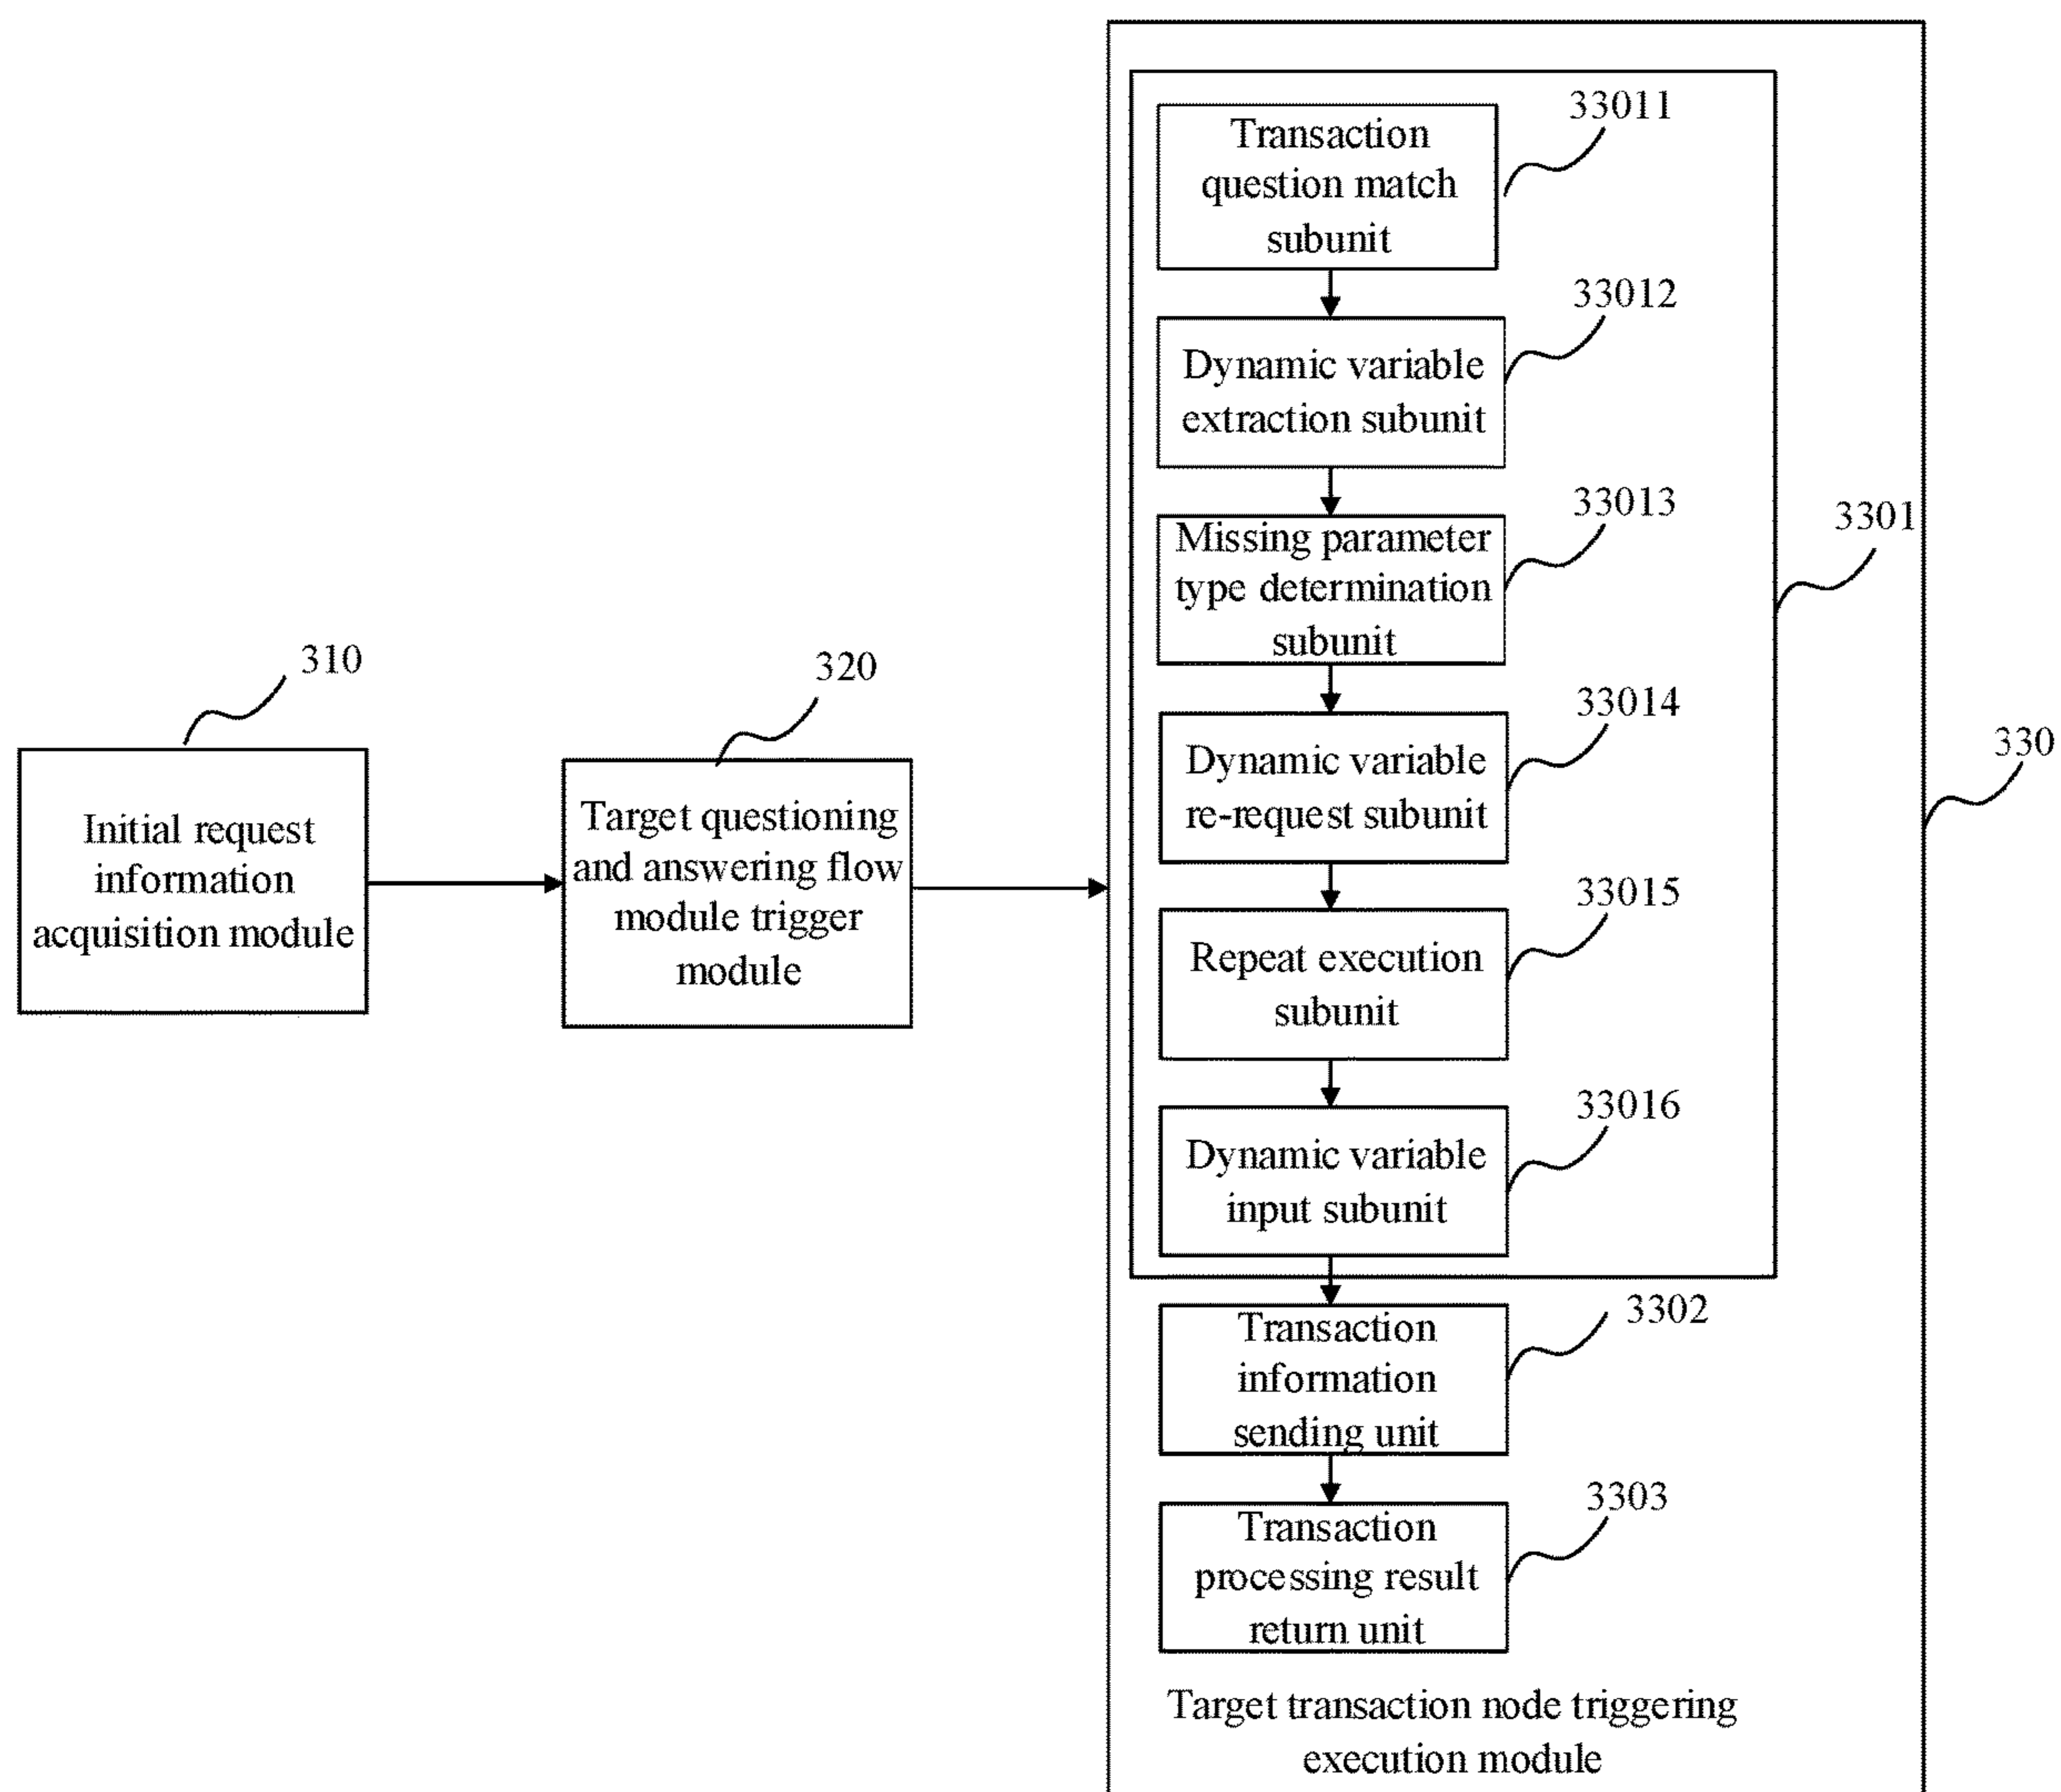 310
Initial request
information
acquisition module
320
Target questioning
and answering flow
module trigger
module
33011
Transaction
question match
subunit
33012
Dynamic variable
extraction subunit
33013
Missing parameter
type determination
subunit
3301
33014
Dynamic variable
re-request subunit
330
33015
Repeat execution
subunit
33016
Dynamic variable
input subunit
3302
Transaction
information
sending unit
3303
Transaction
processing result
return unit
Target transaction node triggering
execution module